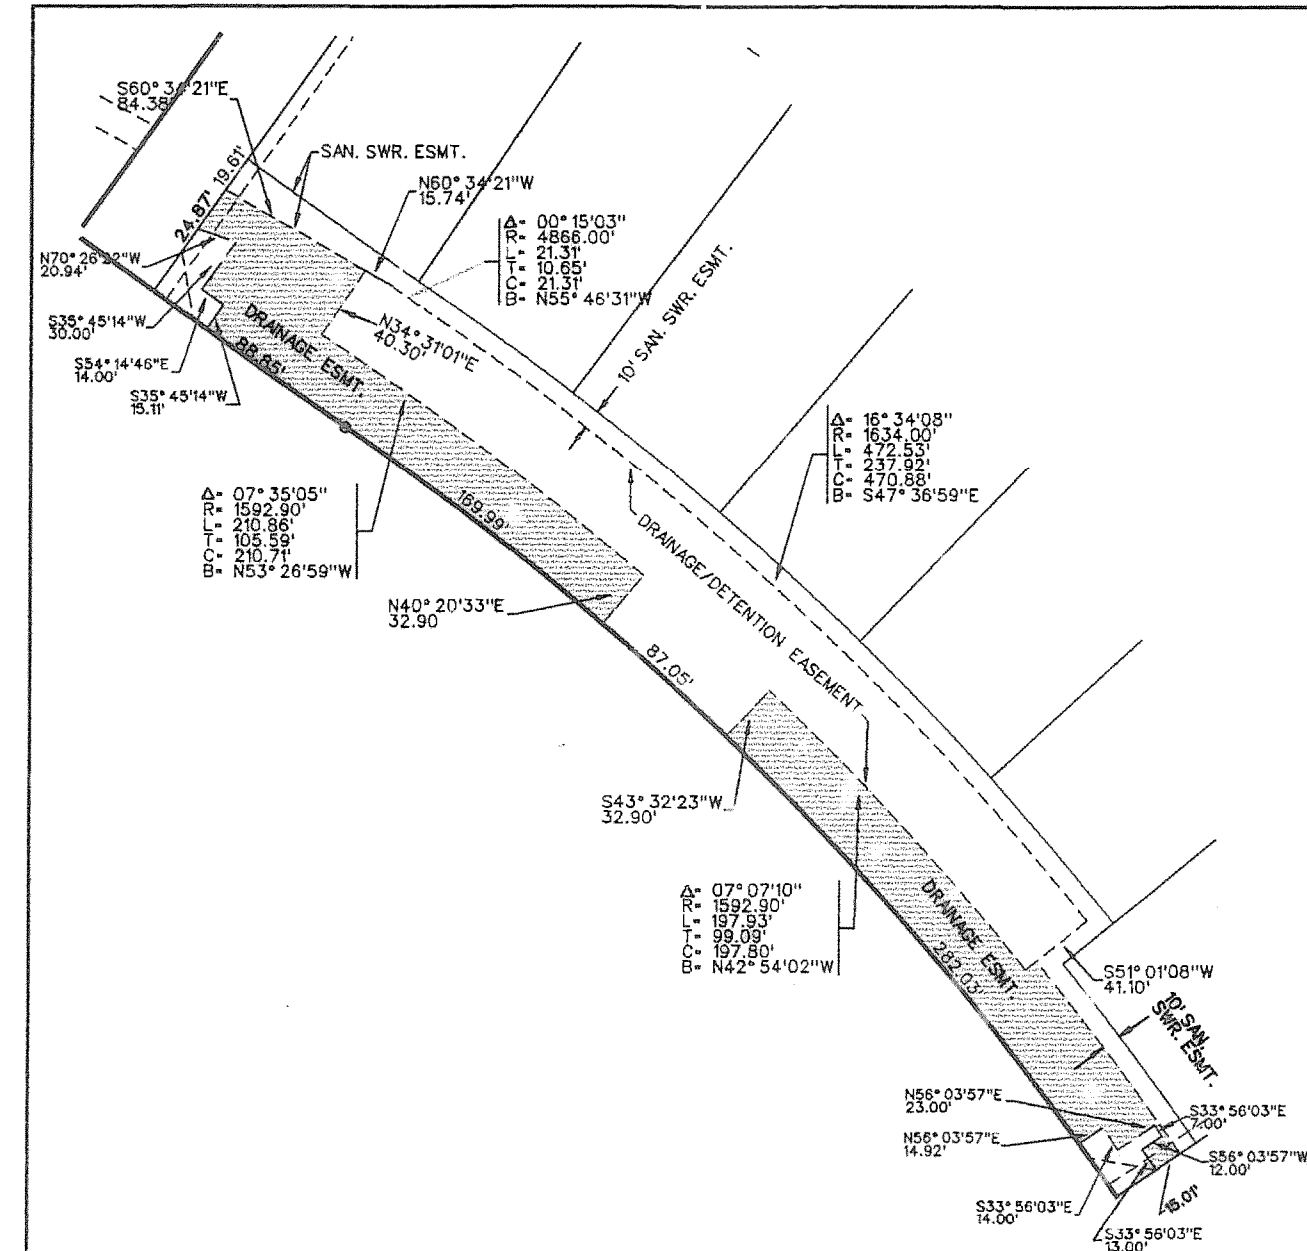 S60° 34'21"E
84.38'
SAN. SWR. ESMT.
N60° 34'21"W
15.74'
24.87' 19.61'
Δ= 00° 15'03"
R= 4866.00'
L= 21.31'
T= 10.65'
C= 21.31'
B= N55° 46'31"W
N70° 26'22"W
20.94'
10' SAN. SWR. ESMT.
S35° 45'14"W
30.00'
DRAINAGE ESMT.
88.85'
N34° 31'01"E
40.30'
S54° 14'46"E
14.00'
S35° 45'14"W
15.11'
Δ= 16° 34'08"
R= 1634.00'
L= 472.53'
T= 237.92'
C= 470.88'
B= S47° 36'59"E
Δ= 07° 35'05"
R= 1592.90'
L= 210.86'
T= 105.59'
C= 210.71'
B= N53° 26'59"W
169.99'
DRAINAGE/DETENTION EASEMENT
N40° 20'33"E
32.90
87.05'
S43° 32'23"W
32.90'
Δ= 07° 07'10"
R= 1592.90'
L= 197.93'
T= 99.09'
C= 197.80'
B= N42° 54'02"W
DRAINAGE ESMT.
282.03'
S51° 01'08"W
41.10'
10' SAN.
SWR. ESMT.
N56° 03'57"E
23.00'
S33° 56'03"E
7.00'
N56° 03'57"E
14.92'
S56° 03'57"W
12.00'
S33° 56'03"E
14.00'
15.01'
S33° 56'03"E
13.00'